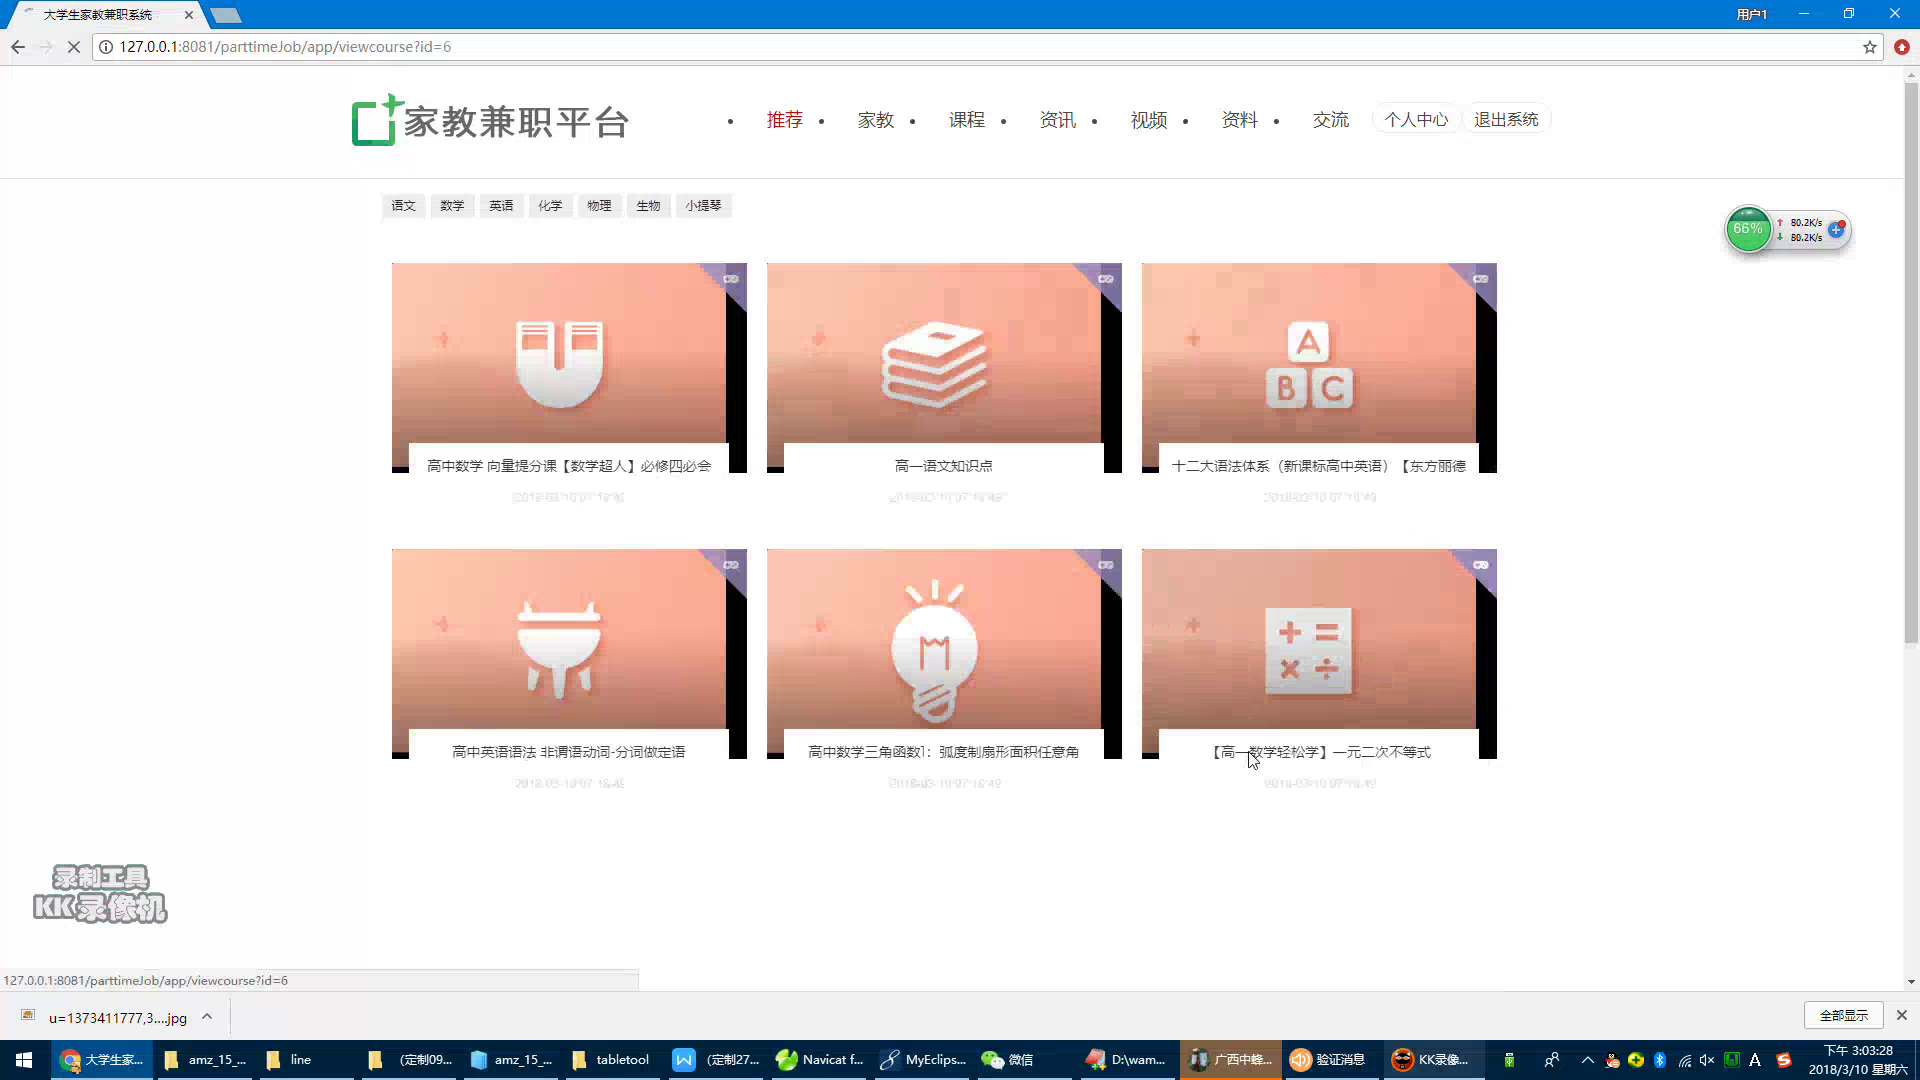 大学生家教兼职系统
用户1
127.0.0.1:8081/parttimeJob/app/viewcourse?id=6
家教兼职平台
推荐
家教
课程
资讯
视频
资料
交流
个人中心
退出系统
语文
数学
英语
化学
物理
生物
小提琴
66%
80.2K/s
80.2K/s
A
B
C
高中数学 向量提分课【数学超人】必修四必会
高一语文知识点
十二大语法体系（新课标高中英语）【东方丽德
高中英语语法 非谓语动词-分词做定语
高中数学三角函数1：弧度制扇形面积任意角
【高一数学轻松学】一元二次不等式
录制工具
KK录像机
127.0.0.1:8081/parttimeJob/app/viewcourse?id=6
u=1373411777,3....jpg
全部显示
大学生家...
amz_15_...
line
(定制09...
amz_15_...
tabletool
(定制27...
Navicat f...
MyEclips...
微信
D:\wam...
广西中蜂...
验证消息
KK录像...
下午 3:03:28
2018/3/10 星期六